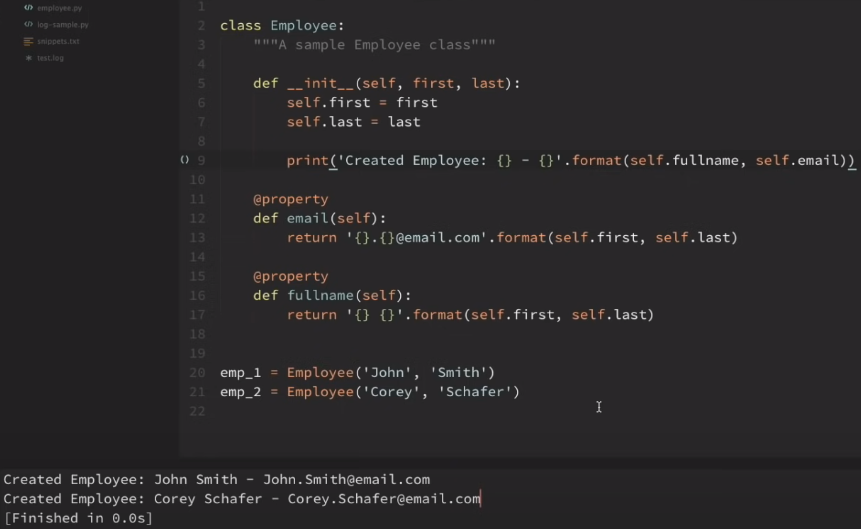 employee.py
log-sample.py
snippets.txt
test.log
1
2 class Employee:
3 """A sample Employee class"""
4
5 def __init__(self, first, last):
6 self.first = first
7 self.last = last
8
9 print('Created Employee: {} - {}'.format(self.fullname, self.email))
10
11 @property
12 def email(self):
13 return '{}.{}@email.com'.format(self.first, self.last)
14
15 @property
16 def fullname(self):
17 return '{} {}'.format(self.first, self.last)
18
19
20 emp_1 = Employee('John', 'Smith')
21 emp_2 = Employee('Corey', 'Schafer')
22
Created Employee: John Smith - John.Smith@email.com
Created Employee: Corey Schafer - Corey.Schafer@email.com
[Finished in 0.0s]